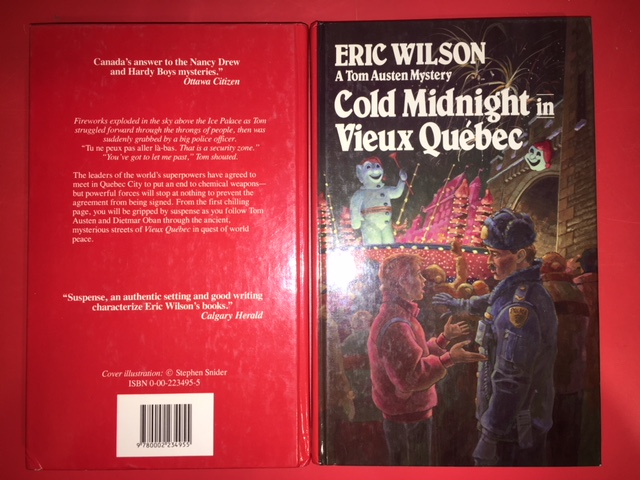 Canada's answer to the Nancy Drew
and Hardy Boys mysteries."
Ottawa Citizen
Fireworks exploded in the sky above the Ice Palace as Tom
struggled forward through the throngs of people, then was
suddenly grabbed by a big police officer.
"Tu ne peux pas aller là-bas. That is a security zone."
"You've got to let me past," Tom shouted.
The leaders of the world's superpowers have agreed to
meet in Quebec City to put an end to chemical weapons—
but powerful forces will stop at nothing to prevent the
agreement from being signed. From the first chilling
page, you will be gripped by suspense as you follow Tom
Austen and Dietmar Oban through the ancient,
mysterious streets of Vieux Québec in quest of world
peace.
"Suspense, an authentic setting and good writing
characterize Eric Wilson's books."
Calgary Herald
Cover illustration: © Stephen Snider
ISBN 0-00-223495-5
9 780002 234955
ERIC WILSON
A Tom Austen Mystery
Cold Midnight in
Vieux Québec